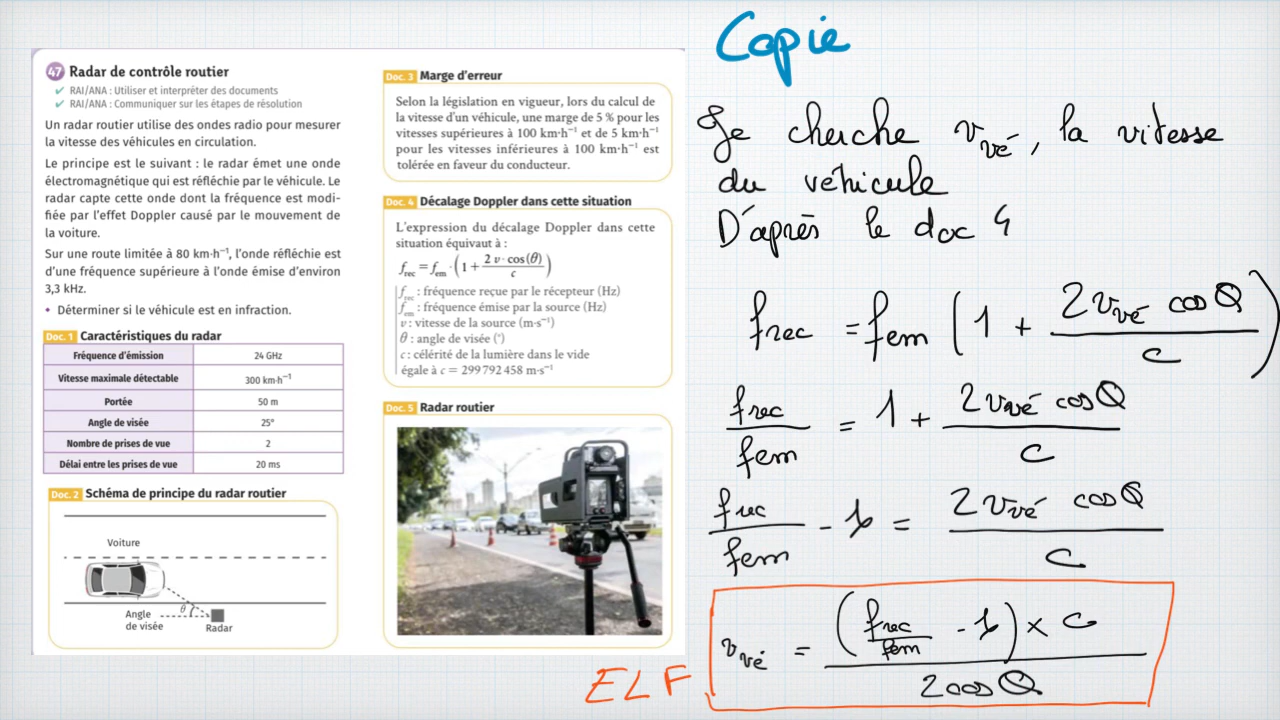 Copie
47 Radar de contrôle routier
✔ RAI/ANA : Utiliser et interpréter des documents
✔ RAI/ANA : Communiquer sur les étapes de résolution
Un radar routier utilise des ondes radio pour mesurer
la vitesse des véhicules en circulation.
Le principe est le suivant : le radar émet une onde
électromagnétique qui est réfléchie par le véhicule. Le
radar capte cette onde dont la fréquence est modi-
fiée par l'effet Doppler causé par le mouvement de
la voiture.
Sur une route limitée à 80 km·h⁻¹, l'onde réfléchie est
d'une fréquence supérieure à l'onde émise d'environ
3,3 kHz.
• Déterminer si le véhicule est en infraction.
Doc. 1 Caractéristiques du radar
Fréquence d'émission 24 GHz
Vitesse maximale détectable 300 km·h⁻¹
Portée 50 m
Angle de visée 25°
Nombre de prises de vue 2
Délai entre les prises de vue 20 ms
Doc. 2 Schéma de principe du radar routier
Voiture
Angle
de visée
θ
Radar
Doc. 3 Marge d'erreur
Selon la législation en vigueur, lors du calcul de
la vitesse d'un véhicule, une marge de 5 % pour les
vitesses supérieures à 100 km·h⁻¹ et de 5 km·h⁻¹
pour les vitesses inférieures à 100 km·h⁻¹ est
tolérée en faveur du conducteur.
Doc. 4 Décalage Doppler dans cette situation
L'expression du décalage Doppler dans cette
situation équivaut à :
f_rec = f_em · (1 + 2 v · cos(θ) / c)
f_rec : fréquence reçue par le récepteur (Hz)
f_em : fréquence émise par la source (Hz)
v : vitesse de la source (m·s⁻¹)
θ : angle de visée (°)
c : célérité de la lumière dans le vide
égale à c = 299 792 458 m·s⁻¹
Doc. 5 Radar routier
Je cherche v_vé, la vitesse
du véhicule
D'après le doc 4
frec = fem (1 + 2 v_vé cos θ / c)
frec / fem = 1 + 2 v_vé cos θ / c
frec / fem - 1 = 2 v_vé cos θ / c
v_vé = (frec / fem - 1) × c / 2 cos θ
ELF